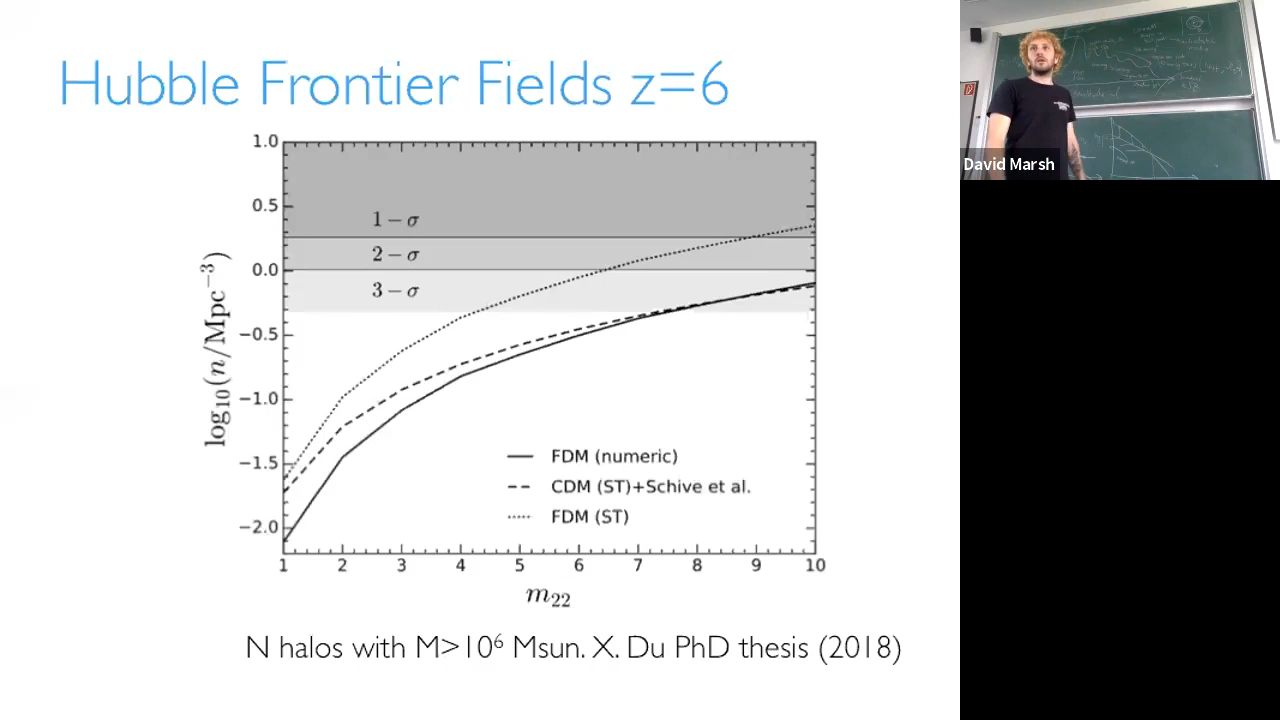 Hubble Frontier Fields z=6
1.0
0.5
0.0
−0.5
−1.0
−1.5
−2.0
log₁₀(n/Mpc⁻³)
1 − σ
2 − σ
3 − σ
FDM (numeric)
CDM (ST)+Schive et al.
FDM (ST)
1 2 3 4 5 6 7 8 9 10
m₂₂
N halos with M>10⁶ Msun. X. Du PhD thesis (2018)
David Marsh